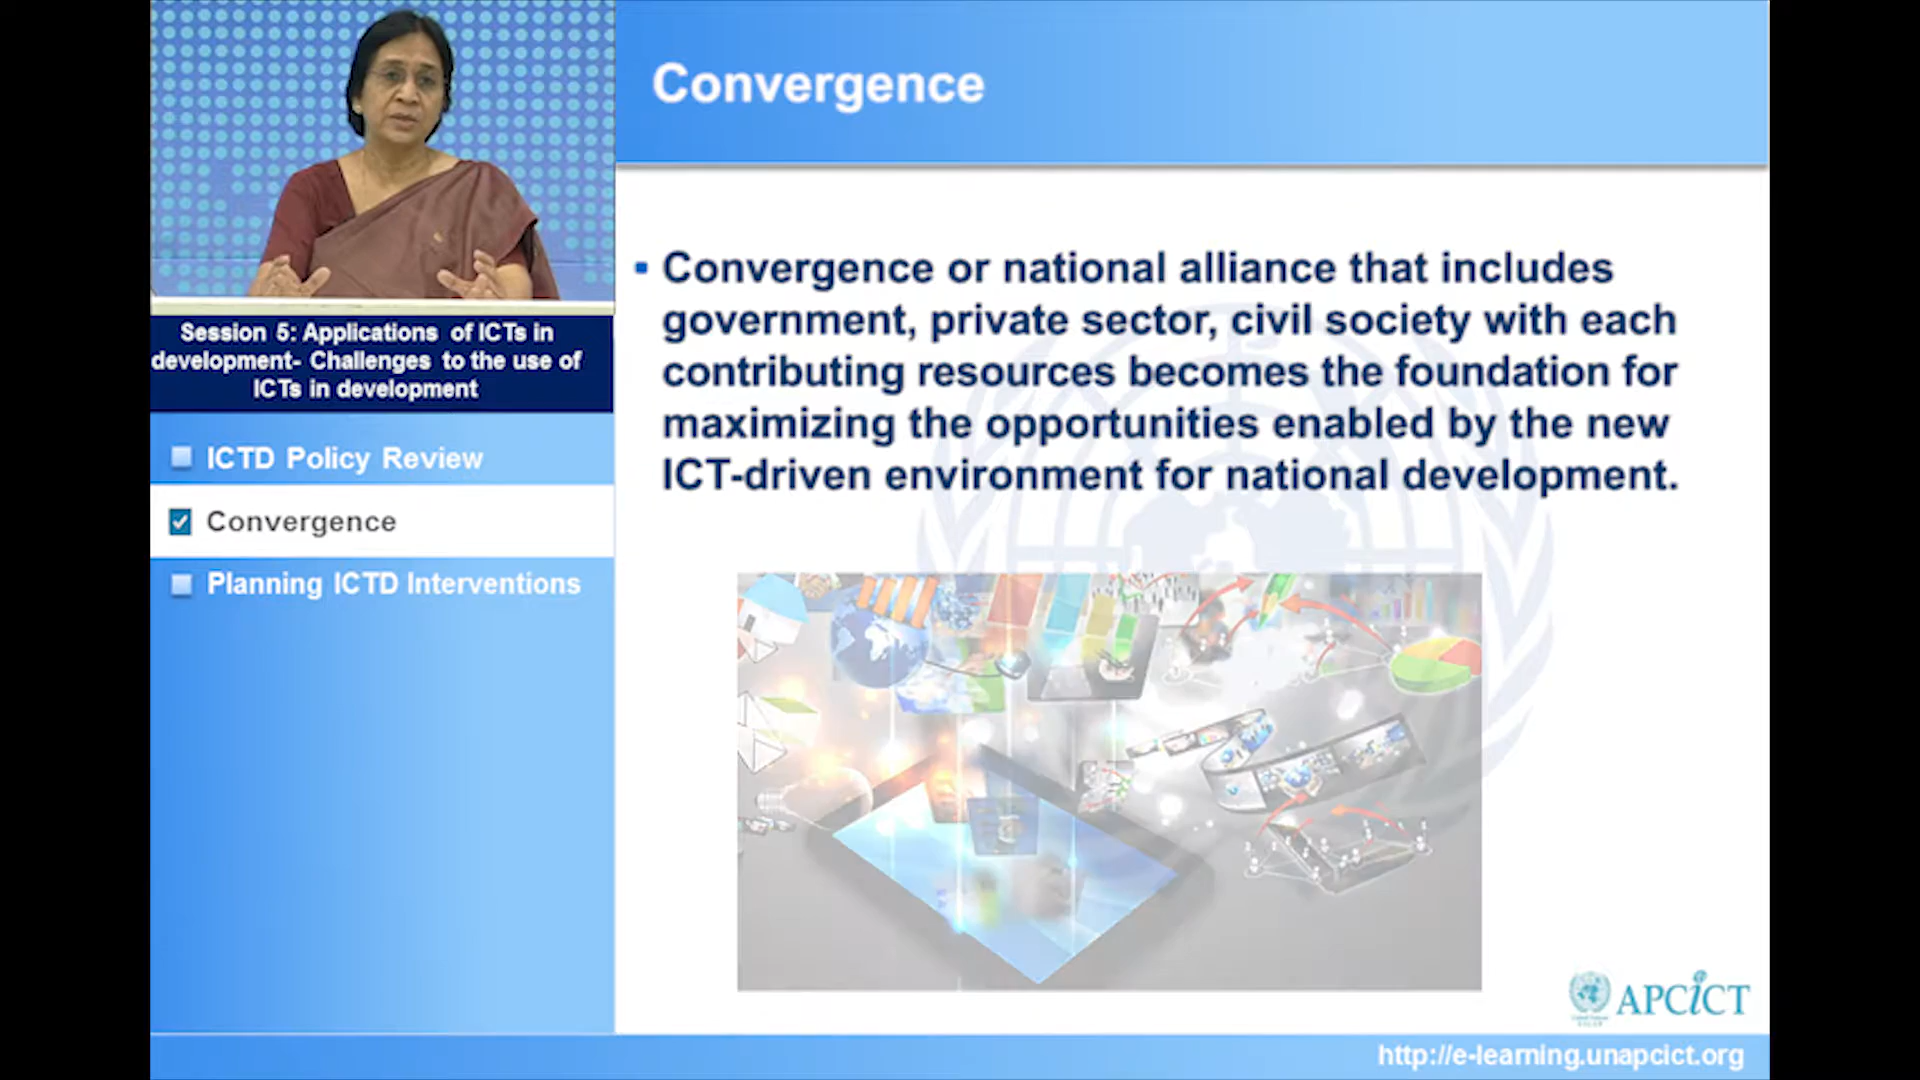 Convergence
Convergence or national alliance that includes
government, private sector, civil society with each
contributing resources becomes the foundation for
maximizing the opportunities enabled by the new
ICT-driven environment for national development.
Session 5: Applications of ICTs in
development- Challenges to the use of
ICTs in development
ICTD Policy Review
Convergence
Planning ICTD Interventions
APCICT
http://e-learning.unapcict.org